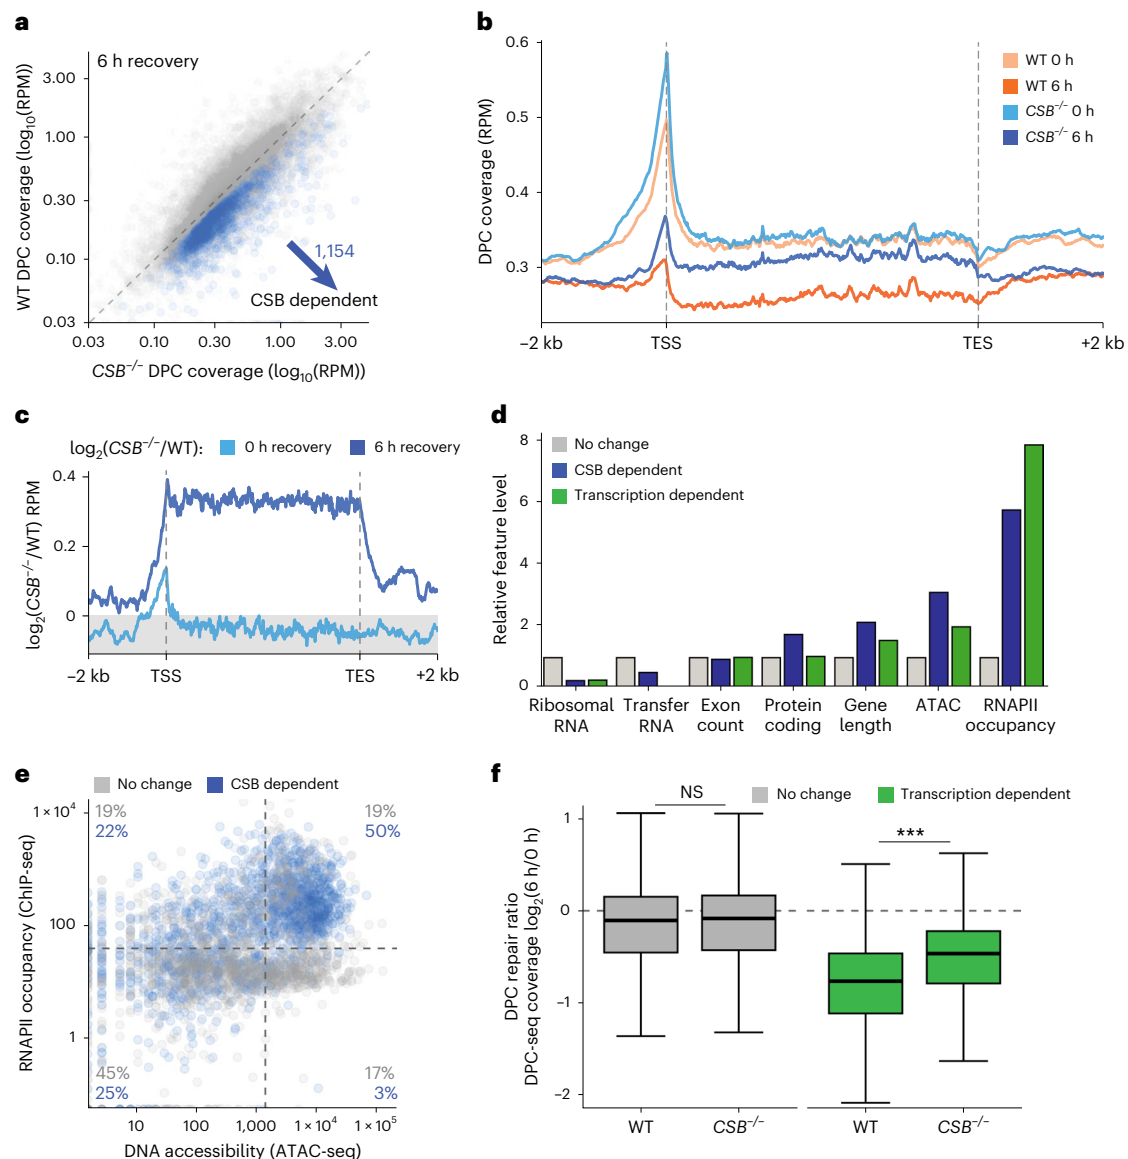 a
6 h recovery
WT DPC coverage (log10(RPM))
3.00
1.00
0.30
0.10
0.03
1,154
CSB dependent
0.03
0.10
0.30
1.00
3.00
CSB−/− DPC coverage (log10(RPM))
b
DPC coverage (RPM)
0.6
0.5
0.4
0.3
WT 0 h
WT 6 h
CSB−/− 0 h
CSB−/− 6 h
−2 kb
TSS
TES
+2 kb
c
log2(CSB−/−/WT):
0 h recovery
6 h recovery
log2(CSB−/−/WT) RPM
0.4
0.2
0
−2 kb
TSS
TES
+2 kb
d
Relative feature level
8
6
4
2
0
No change
CSB dependent
Transcription dependent
Ribosomal
RNA
Transfer
RNA
Exon
count
Protein
coding
Gene
length
ATAC
RNAPII
occupancy
e
No change
CSB dependent
RNAPII occupancy (ChIP-seq)
1 × 10⁴
100
1
19%
22%
19%
50%
45%
25%
17%
3%
10
100
1,000
1 × 10⁴
1 × 10⁵
DNA accessibility (ATAC-seq)
f
NS
No change
Transcription dependent
***
DPC repair ratio
DPC-seq coverage log2(6 h/0 h)
1
0
−1
−2
WT
CSB−/−
WT
CSB−/−